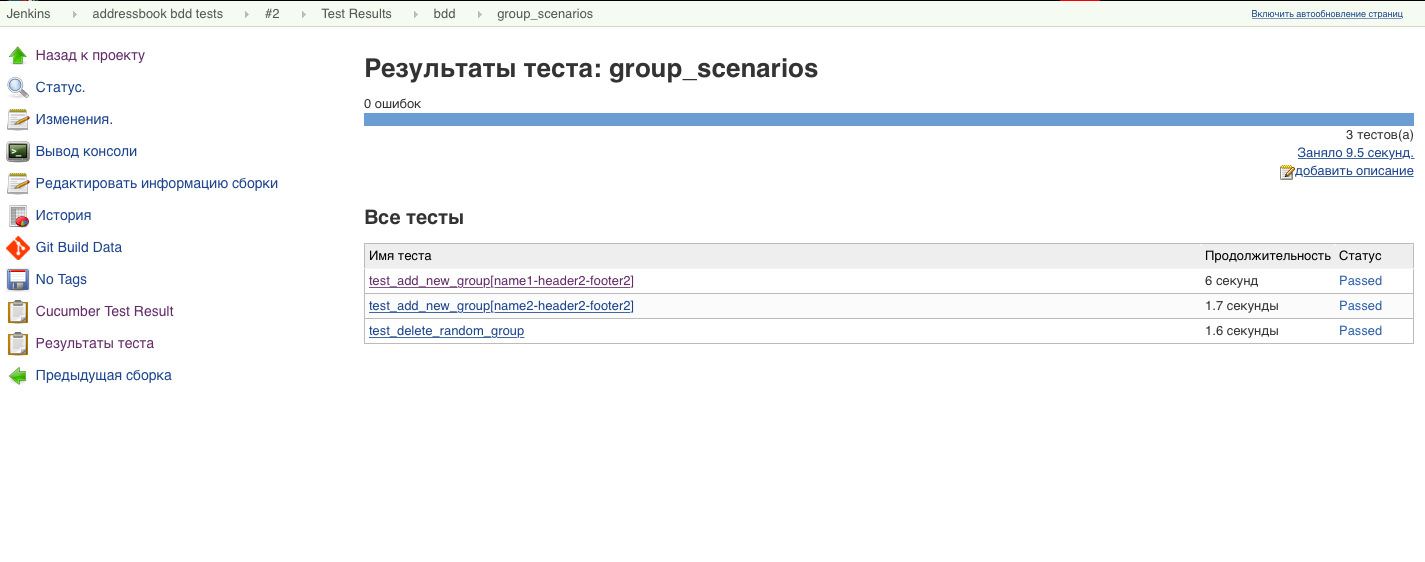 Jenkins addressbook bdd tests #2 Test Results bdd group_scenarios Включить автообновление страниц
Назад к проекту
Статус.
Изменения.
Вывод консоли
Редактировать информацию сборки
История
Git Build Data
No Tags
Cucumber Test Result
Результаты теста
Предыдущая сборка
Результаты теста: group_scenarios
0 ошибок
3 тестов(а)
Заняло 9.5 секунд.
добавить описание
Все тесты
Имя теста Продолжительность Статус
test_add_new_group[name1-header2-footer2] 6 секунд Passed
test_add_new_group[name2-header2-footer2] 1.7 секунды Passed
test_delete_random_group 1.6 секунды Passed